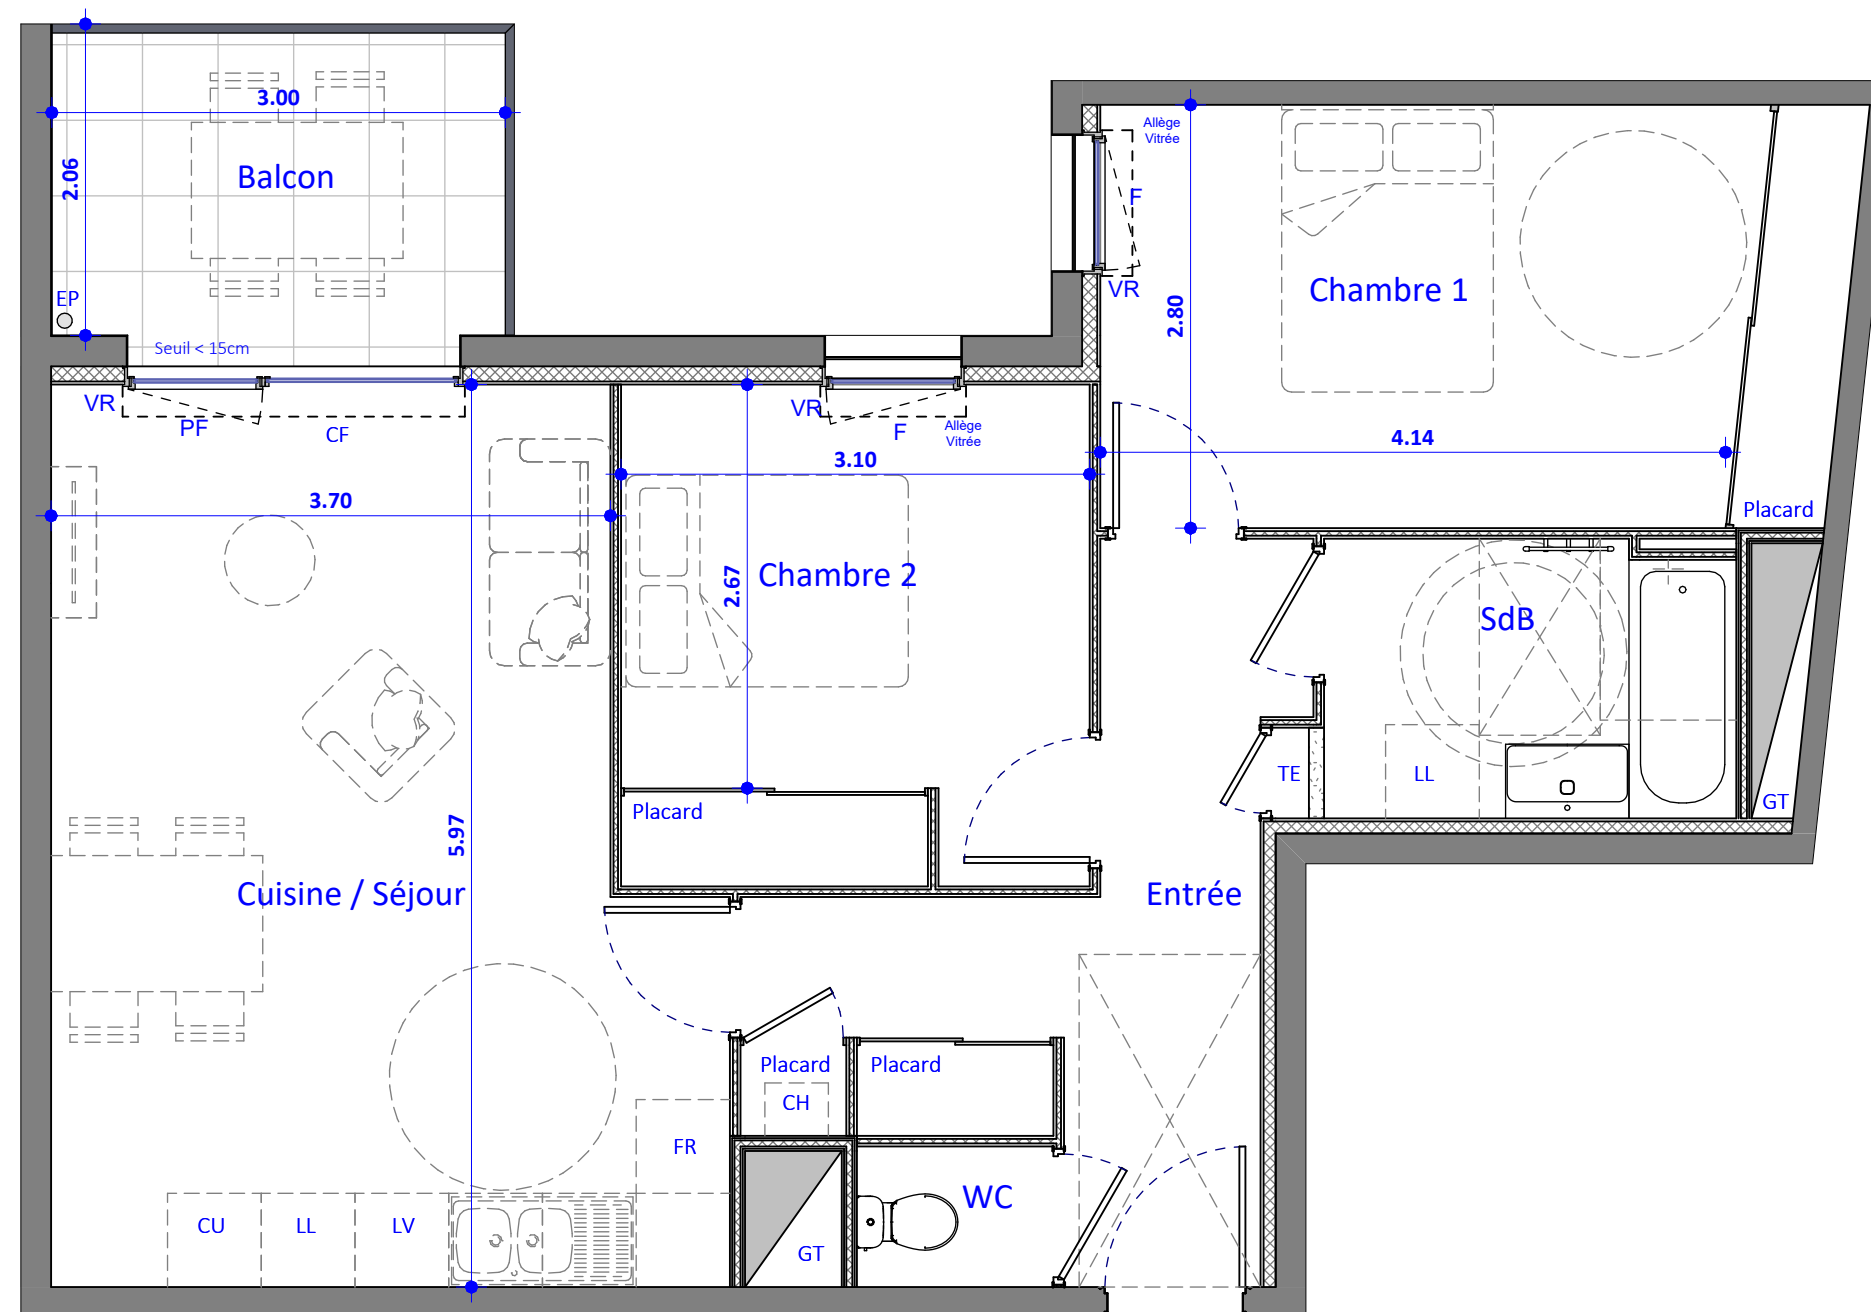 3.00
2.06
Balcon
EP
Seuil < 15cm
VR
PF
CF
3.70
5.97
Cuisine / Séjour
CU
LL
LV
FR
VR
F
Allège
Vitrée
3.10
2.67
Chambre 2
Placard
Allège
Vitrée
F
VR
2.80
Chambre 1
4.14
Placard
SdB
TE
LL
GT
Entrée
Placard
CH
Placard
WC
GT